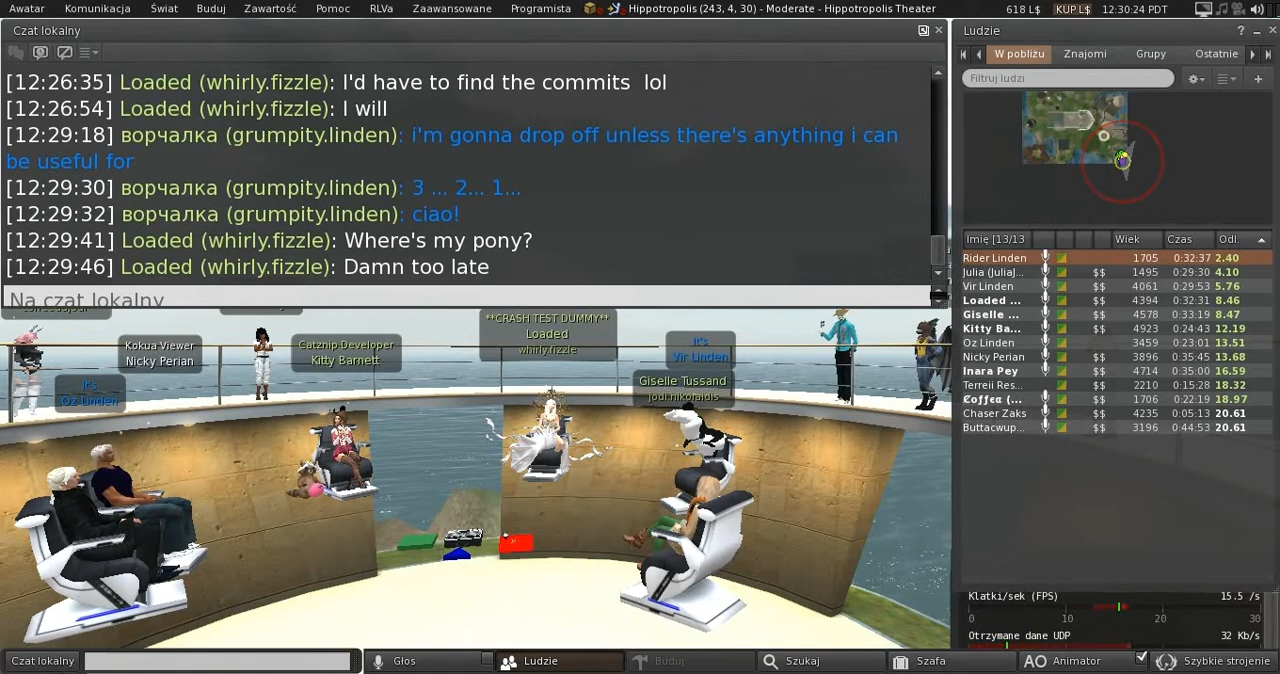 Awatar Komunikacja Świat Buduj Zawartość Pomoc RLVa Zaawansowane Programista Hippotropolis (243, 4, 30) - Moderate - Hippotropolis Theater 618 L$ KUP L$ 12:30:24 PDT
Czat lokalny
[12:26:35] Loaded (whirly.fizzle): I'd have to find the commits  lol
[12:26:54] Loaded (whirly.fizzle): I will
[12:29:18] ворчалка (grumpity.linden): i'm gonna drop off unless there's anything i can
be useful for
[12:29:30] ворчалка (grumpity.linden): 3 ... 2... 1...
[12:29:32] ворчалка (grumpity.linden): ciao!
[12:29:41] Loaded (whirly.fizzle): Where's my pony?
[12:29:46] Loaded (whirly.fizzle): Damn too late
Na czat lokalny
Kokua Viewer
Nicky Perian
Catznip Developer
Kitty Barnett
**CRASH TEST DUMMY**
Loaded
whirly.fizzle
It's
Vir Linden
It's
Oz Linden
Giselle Tussand
jodi.nikolaidis
Ludzie
W pobliżu Znajomi Grupy Ostatnie
Filtruj ludzi
Imię [13/13 Wiek Czas Odl.
Rider Linden 1705 0:32:37 2.40
Julia (JuliaJ... $$ 1495 0:29:30 4.10
Vir Linden $$ 4061 0:29:53 5.76
Loaded ... $$ 4394 0:32:31 8.46
Giselle ... $$ 4578 0:33:19 8.47
Kitty Ba... $$ 4923 0:24:43 12.19
Oz Linden 3459 0:23:01 13.51
Nicky Perian $$ 3896 0:35:45 13.68
Inara Pey $$ 4714 0:35:00 16.59
Terreii Res... $$ 2210 0:15:28 18.32
$$ 1706 0:22:19 18.97
Chaser Zaks $$ 4235 0:05:13 20.61
Buttacwup... $$ 3196 0:44:53 20.61
Klatki/sek (FPS) 15.5 /s
0 10 20 30
Otrzymane dane UDP 32 Kb/s
Czat lokalny Głos Ludzie Buduj Szukaj Szafa AO Animator Szybkie strojenie